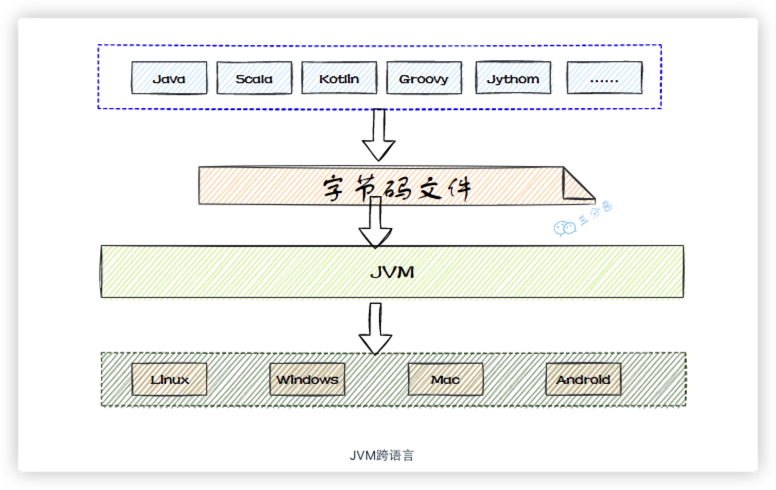 Java Scala Kotlin Groovy Jythom ......
字节码文件
三分恶
JVM
Linux Windows Mac Android
JVM跨语言